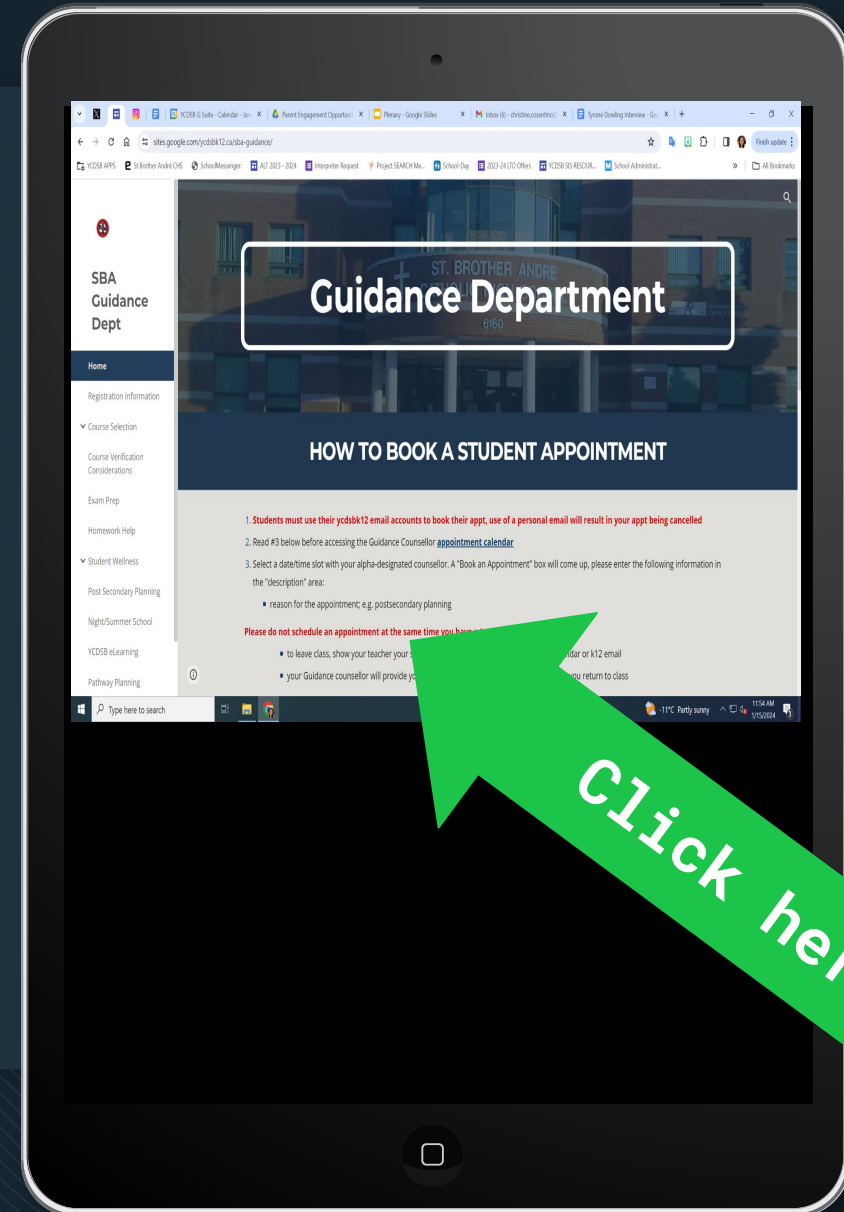 YCDSB G Suite - Calendar - Jan
Parent Engagement Opportuni
Plenary - Google Slides
Inbox (6) - christine.cosentino@
Tyrone Dowling Interview - Goo
sites.google.com/ycdsbk12.ca/sba-guidance/
Finish update
YCDSB APPS St Brother André CHS SchoolMessenger ALT 2023 - 2024 Interpreter Request Project SEARCH Me... School-Day 2023-24 LTO Offers YCDSB SIS RESOUR... School Administrat... » All Bookmarks
SBA
Guidance
Dept
Home
Registration Information
Course Selection
Course Verification
Considerations
Exam Prep
Homework Help
Student Wellness
Post Secondary Planning
Night/Summer School
YCDSB eLearning
Pathway Planning
ST. BROTHER ANDRE
Guidance Department
6160
HOW TO BOOK A STUDENT APPOINTMENT
1. Students must use their ycdsbk12 email accounts to book their appt, use of a personal email will result in your appt being cancelled
2. Read #3 below before accessing the Guidance Counsellor appointment calendar
3. Select a date/time slot with your alpha-designated counsellor. A "Book an Appointment" box will come up, please enter the following information in
the "description" area:
▪ reason for the appointment; e.g. postsecondary planning
Please do not schedule an appointment at the same time you have
▪ to leave class, show your teacher your dar or k12 email
▪ your Guidance counsellor will provide yo ou return to class
Type here to search
-11°C Partly sunny
11:54 AM
1/15/2024
Click her